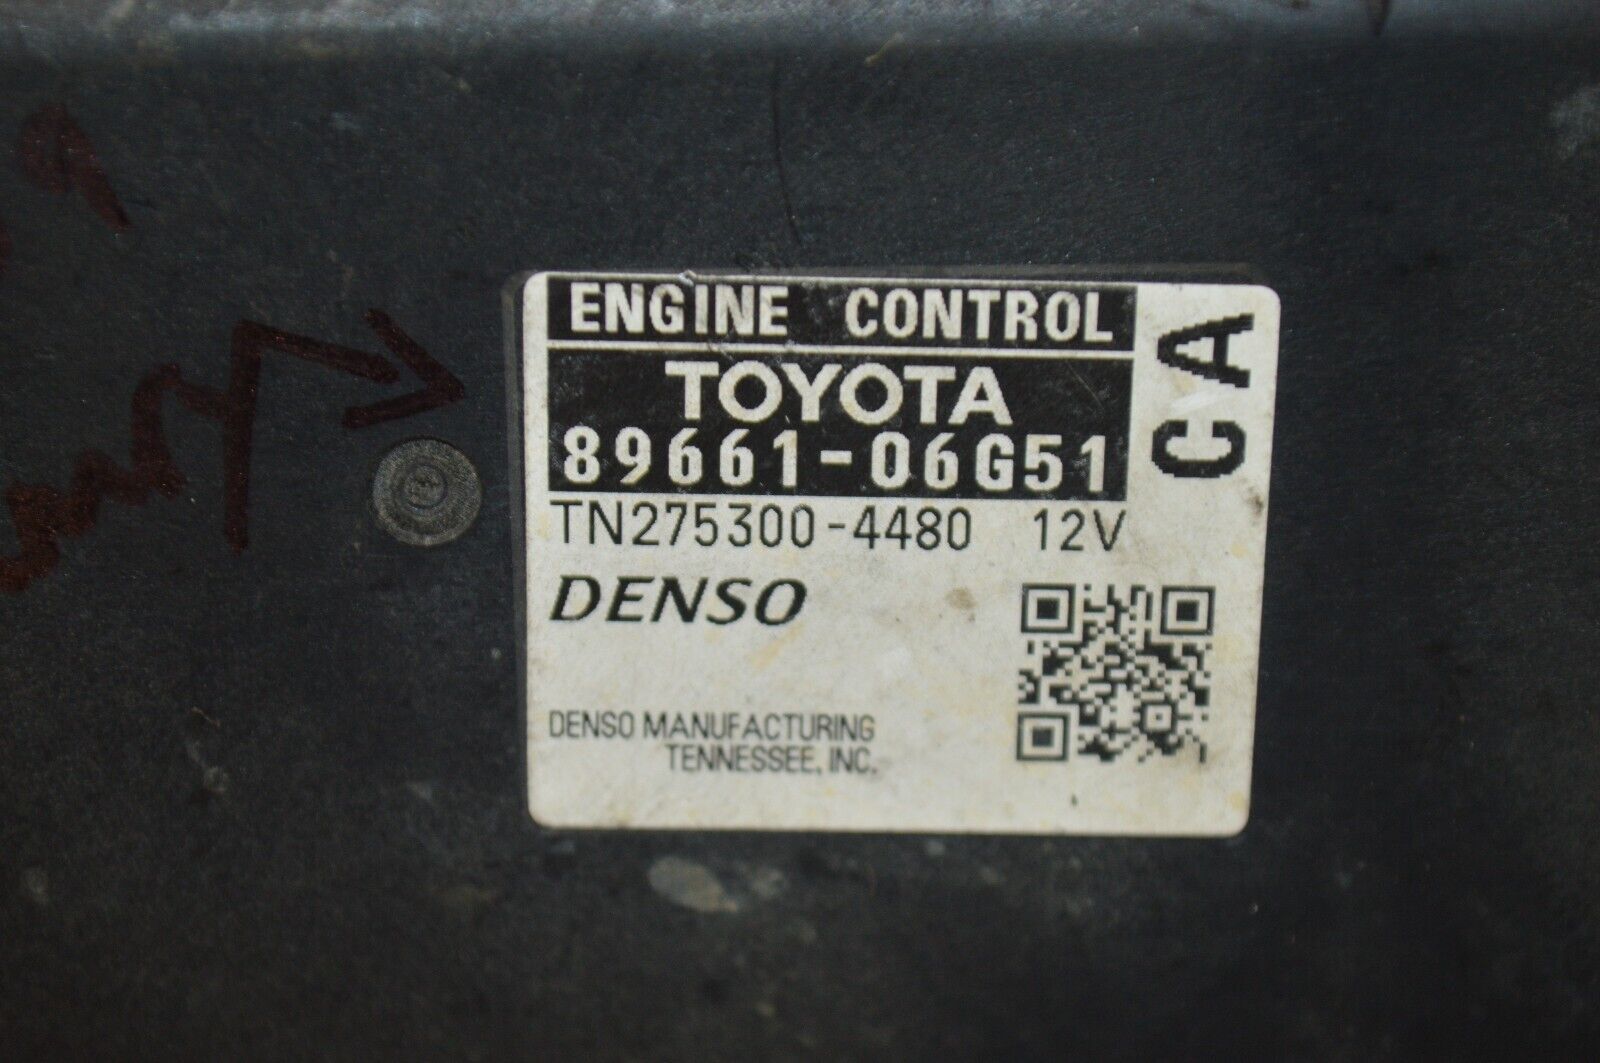 ENGINE CONTROL
TOYOTA
89661-06G51
CA
TN275300-4480 12V
DENSO
DENSO MANUFACTURING
TENNESSEE, INC.